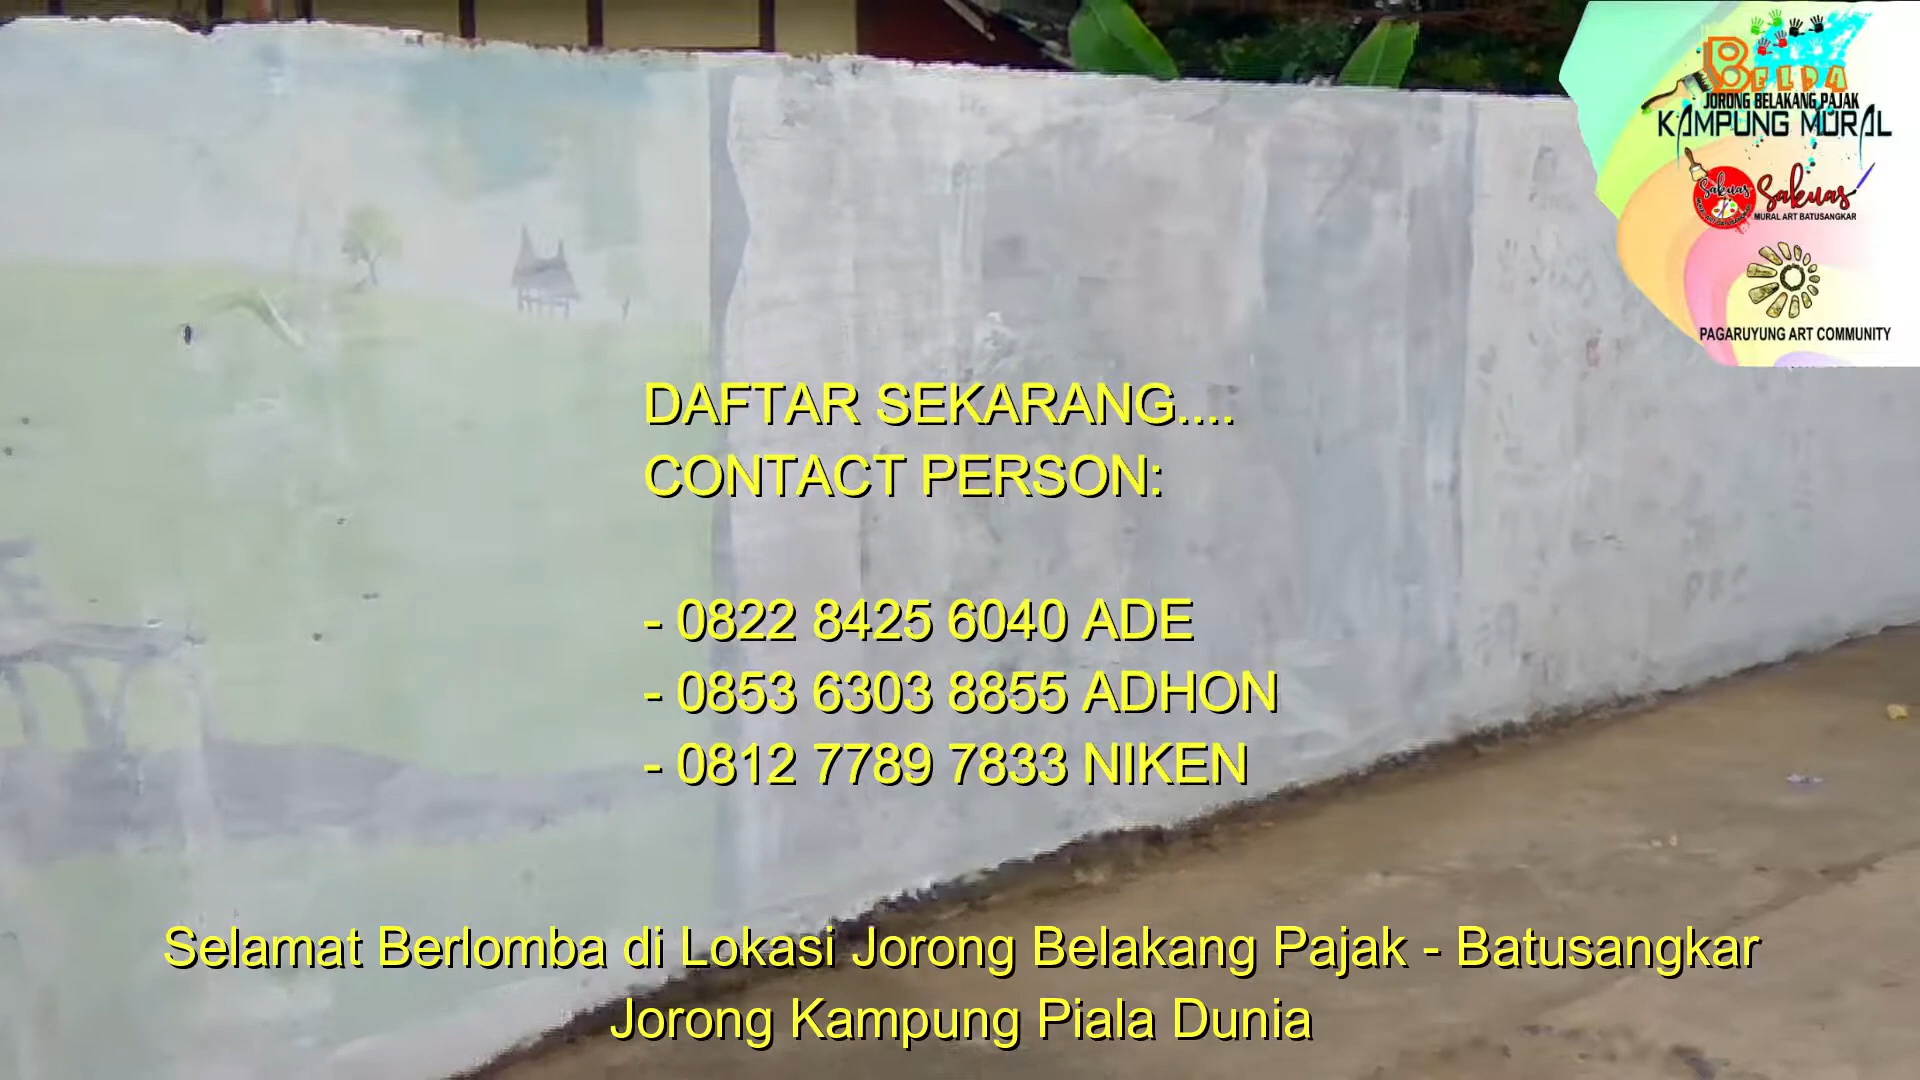 BELPA
JORONG BELAKANG PAJAK
KAMPUNG MURAL
Sakuas
Sakuas
MURAL ART BATUSANGKAR
PAGARUYUNG ART COMMUNITY
DAFTAR SEKARANG....
CONTACT PERSON:
- 0822 8425 6040 ADE
- 0853 6303 8855 ADHON
- 0812 7789 7833 NIKEN
Selamat Berlomba di Lokasi Jorong Belakang Pajak - Batusangkar
Jorong Kampung Piala Dunia